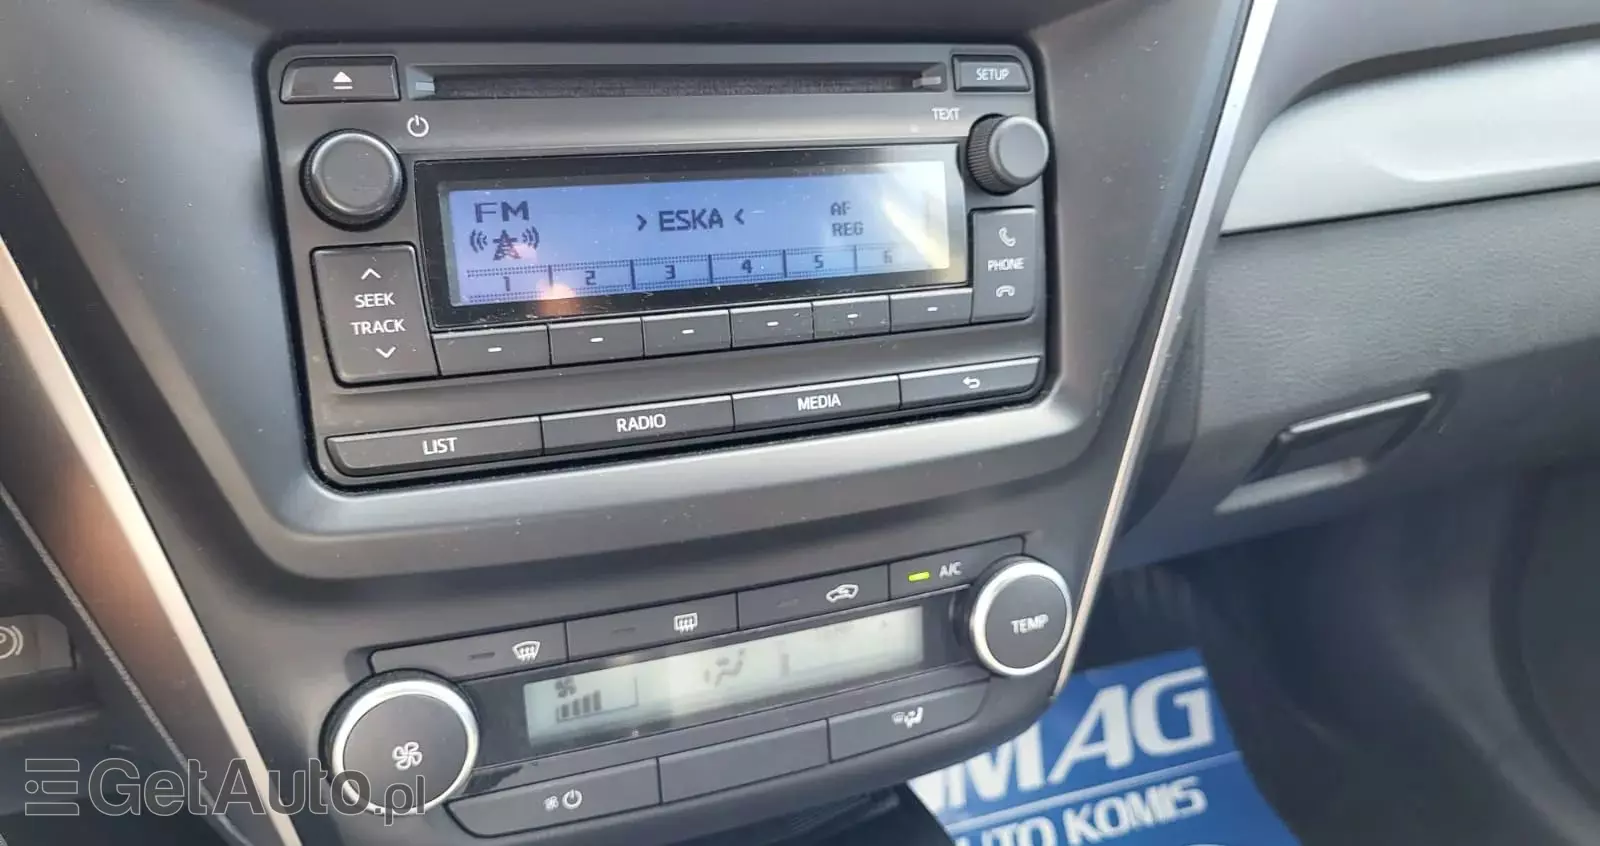 SETUP
TEXT
FM
> ESKA <
AF
REG
1 2 3 4 5 6
SEEK
TRACK
PHONE
LIST
RADIO
MEDIA
A/C
TEMP
MAG
AUTO KOMIS
GetAuto.pl